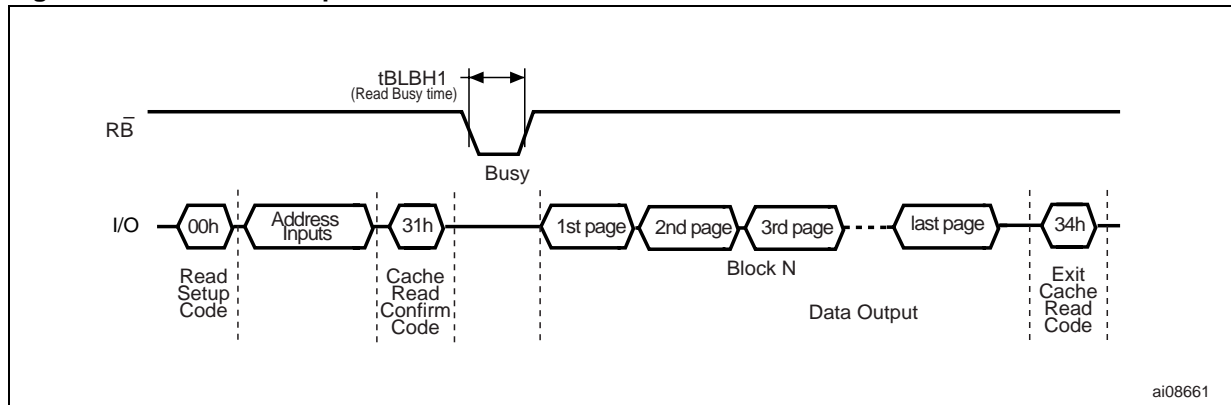 tBLBH1
(Read Busy time)
RB̅
Busy
I/O
00h
Address
Inputs
31h
1st page
2nd page
3rd page
last page
34h
Read
Setup
Code
Cache
Read
Confirm
Code
Block N
Data Output
Exit
Cache
Read
Code
ai08661